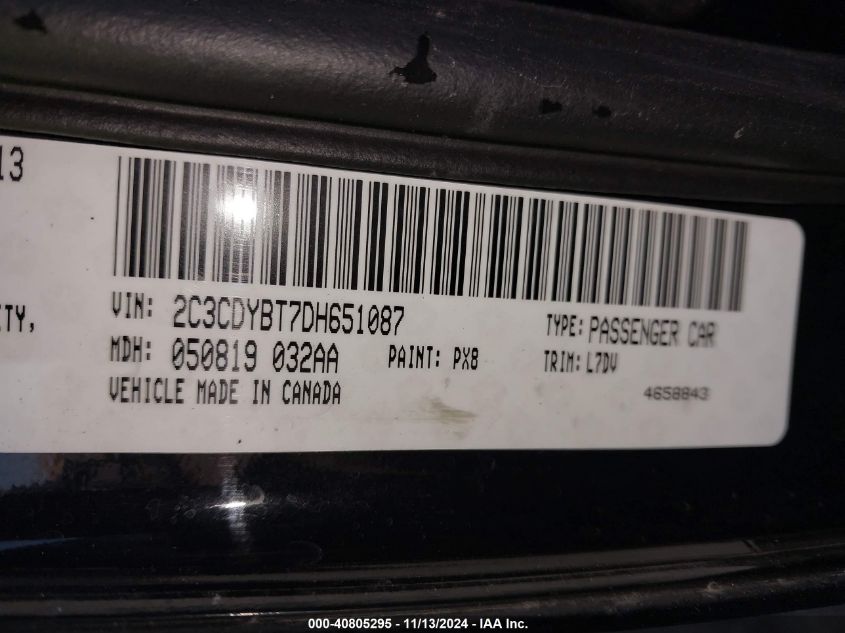 13
ITY,
VIN: 2C3CDYBT7DH651087
TYPE: PASSENGER CAR
MDH: 050819 032AA
PAINT: PX8
TRIM: L7DV
VEHICLE MADE IN CANADA
4658843
000-40805295 - 11/13/2024 - IAA Inc.